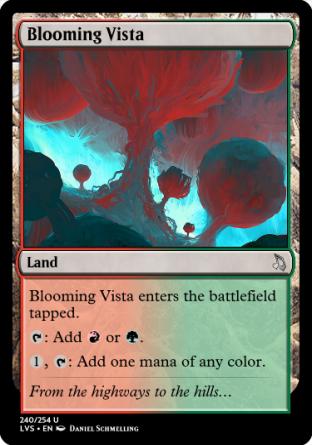 Blooming Vista
Land
Blooming Vista enters the battlefield
tapped.
: Add or .
1, : Add one mana of any color.
From the highways to the hills…
240/254 U
LVS • EN Daniel Schmelling